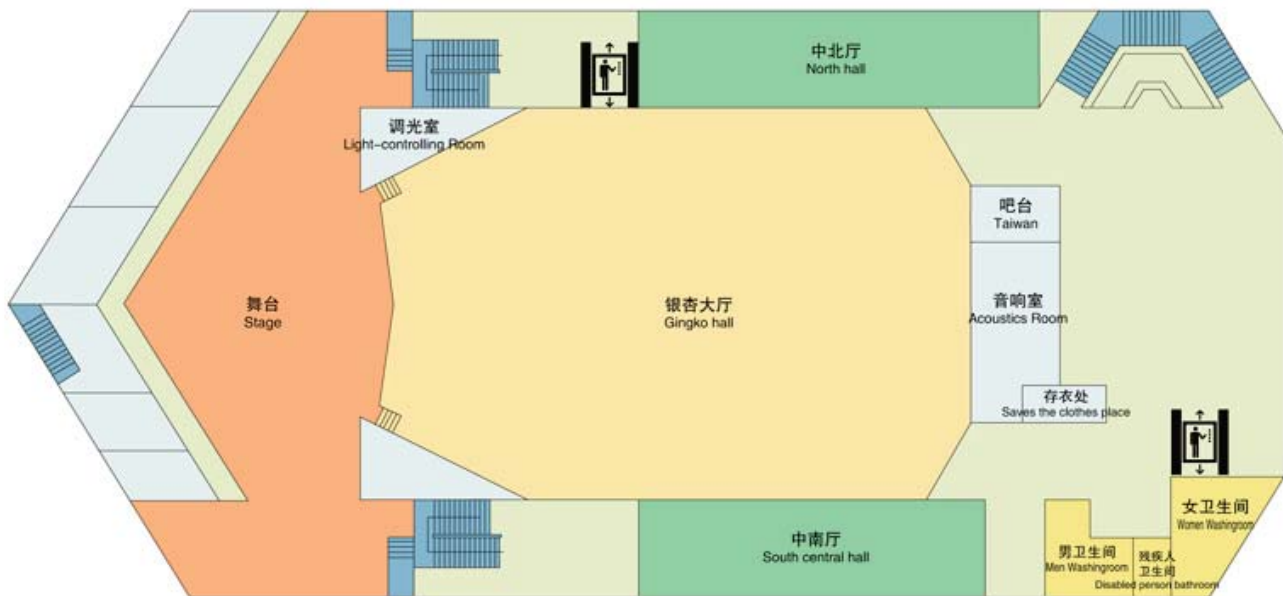 中北厅
North hall
调光室
Light-controlling Room
吧台
Taiwan
舞台
Stage
银杏大厅
Gingko hall
音响室
Acoustics Room
存衣处
Saves the clothes place
女卫生间
Women Washingroom
中南厅
South central hall
男卫生间
Men Washingroom
残疾人
卫生间
Disabled person bathroom